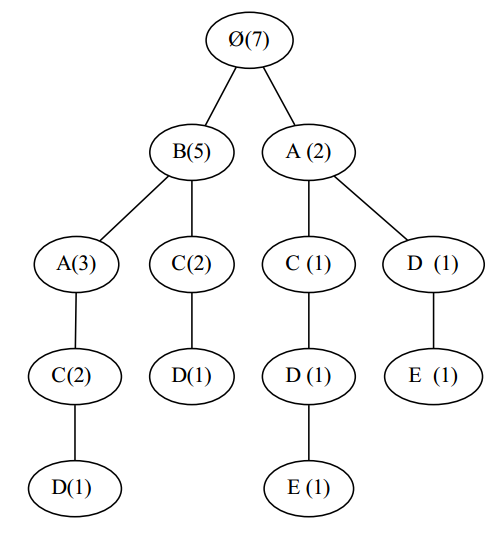 Ø(7)
B(5) A (2)
A(3) C(2) C (1) D (1)
C(2) D(1) D (1) E (1)
D(1) E (1)